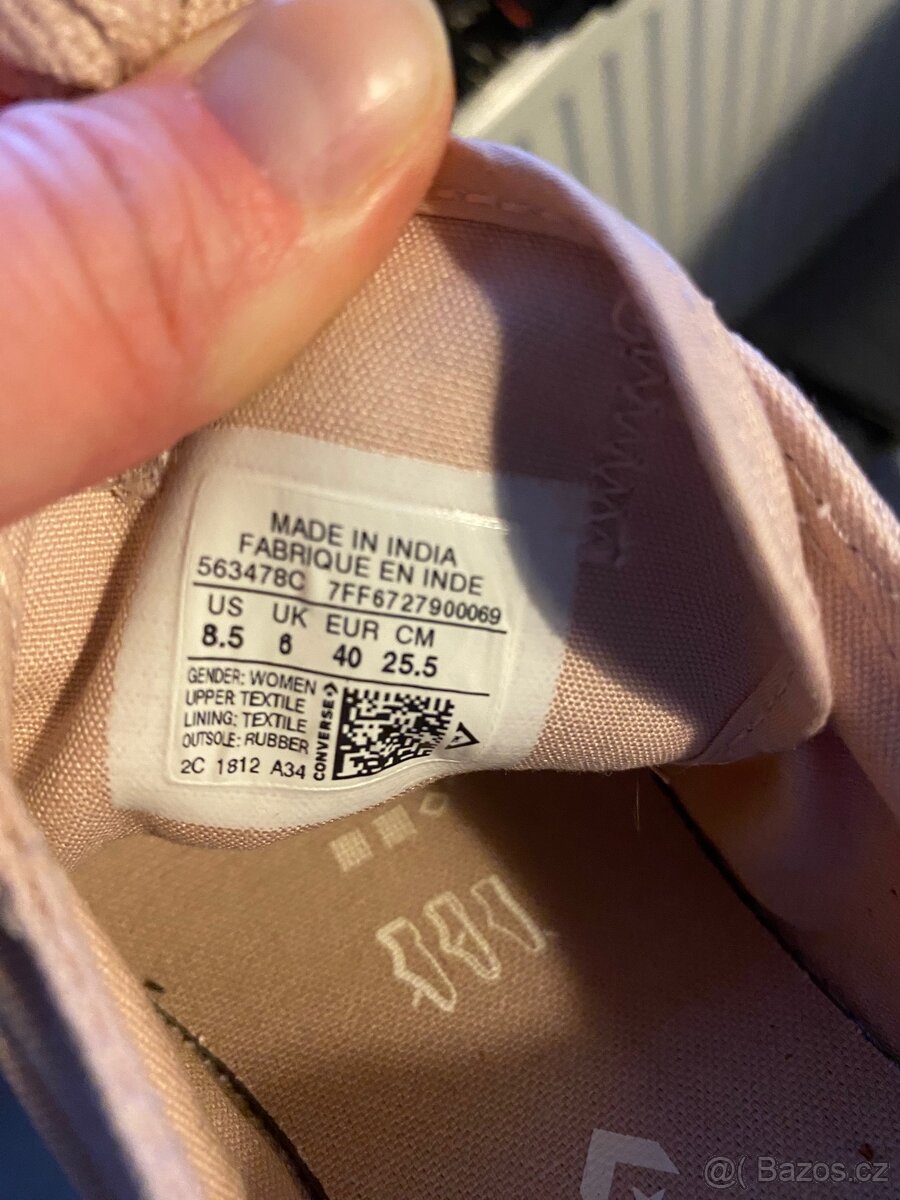 MADE IN INDIA
FABRIQUE EN INDE
563478C 7FF6727900069
US UK EUR CM
8.5 6 40 25.5
GENDER: WOMEN
UPPER: TEXTILE
LINING: TEXTILE
OUTSOLE: RUBBER
2C 1812 A34
CONVERSE
@( Bazos.cz